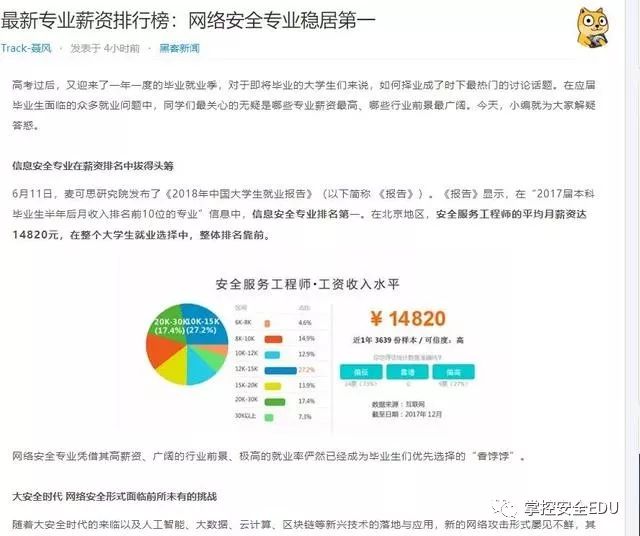 最新专业薪资排行榜：网络安全专业稳居第一
Track-聂风 · 发表于 4小时前 · 黑客新闻
高考过后，又迎来了一年一度的毕业就业季，对于即将毕业的大学生们来说，如何择业成了时下最热门的讨论话题。在应届
毕业生面临的众多就业问题中，同学们最关心的无疑是哪些专业薪资最高、哪些行业前景最广阔。今天，小编就为大家解疑
答惑。
信息安全专业在薪资排名中拔得头筹
6月11日，麦可思研究院发布了《2018年中国大学生就业报告》（以下简称 《报告》）。《报告》显示，在“2017届本科
毕业生半年后月收入排名前10位的专业”信息中，信息安全专业排名第一。在北京地区，安全服务工程师的平均月薪资达
14820元，在整个大学生就业选择中，整体排名靠前。
安全服务工程师·工资收入水平
区间 占比
6K-8K 4.6%
8K-10K 14.9%
10K-12K 12.9%
12K-15K 27.2%
15K-20K 13.9%
20K-30K 17.4%
30K以上 7.3%
20K-30K
(17.4%)
10K-15K
(27.2%)
¥ 14820
近1年 3639 份样本 / 可信度：高
你觉得该统计数据准确吗？
偏低 靠谱 偏高
数据来源：互联网
截至日期：2017年 12月
网络安全专业凭借其高薪资、广阔的行业前景、极高的就业率俨然已经成为毕业生们优先选择的“香饽饽”。
大安全时代 网络安全形式面临前所未有的挑战
随着大安全时代的来临以及人工智能、大数据、云计算、区块链等新兴技术的落地与应用，新的网络攻击形式屡见不鲜，其
掌控安全EDU